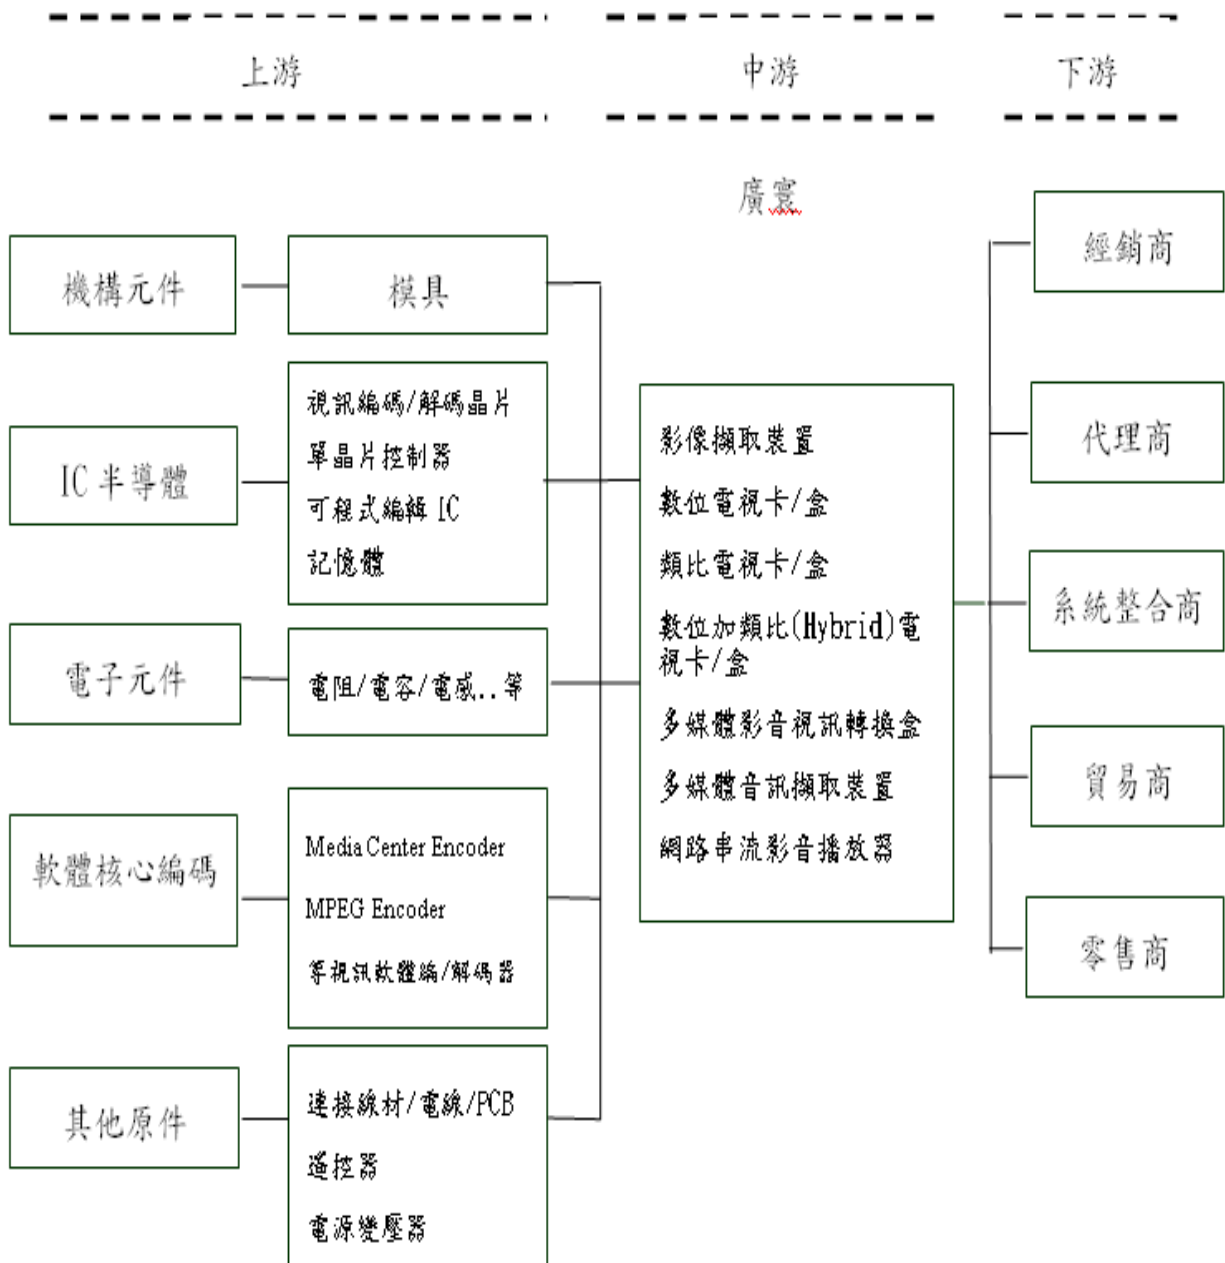 上游
中游
下游
廣寰
機構元件
模具
IC 半導體
視訊編碼/解碼晶片
單晶片控制器
可程式編輯 IC
記憶體
電子元件
電阻/電容/電感..等
軟體核心編碼
Media Center Encoder
MPEG Encoder
等視訊軟體編/解碼器
其他原件
連接線材/電線/PCB
遙控器
電源變壓器
影像擷取裝置
數位電視卡/盒
類比電視卡/盒
數位加類比(Hybrid)電
視卡/盒
多媒體影音視訊轉換盒
多媒體音訊擷取裝置
網路串流影音播放器
經銷商
代理商
系統整合商
貿易商
零售商